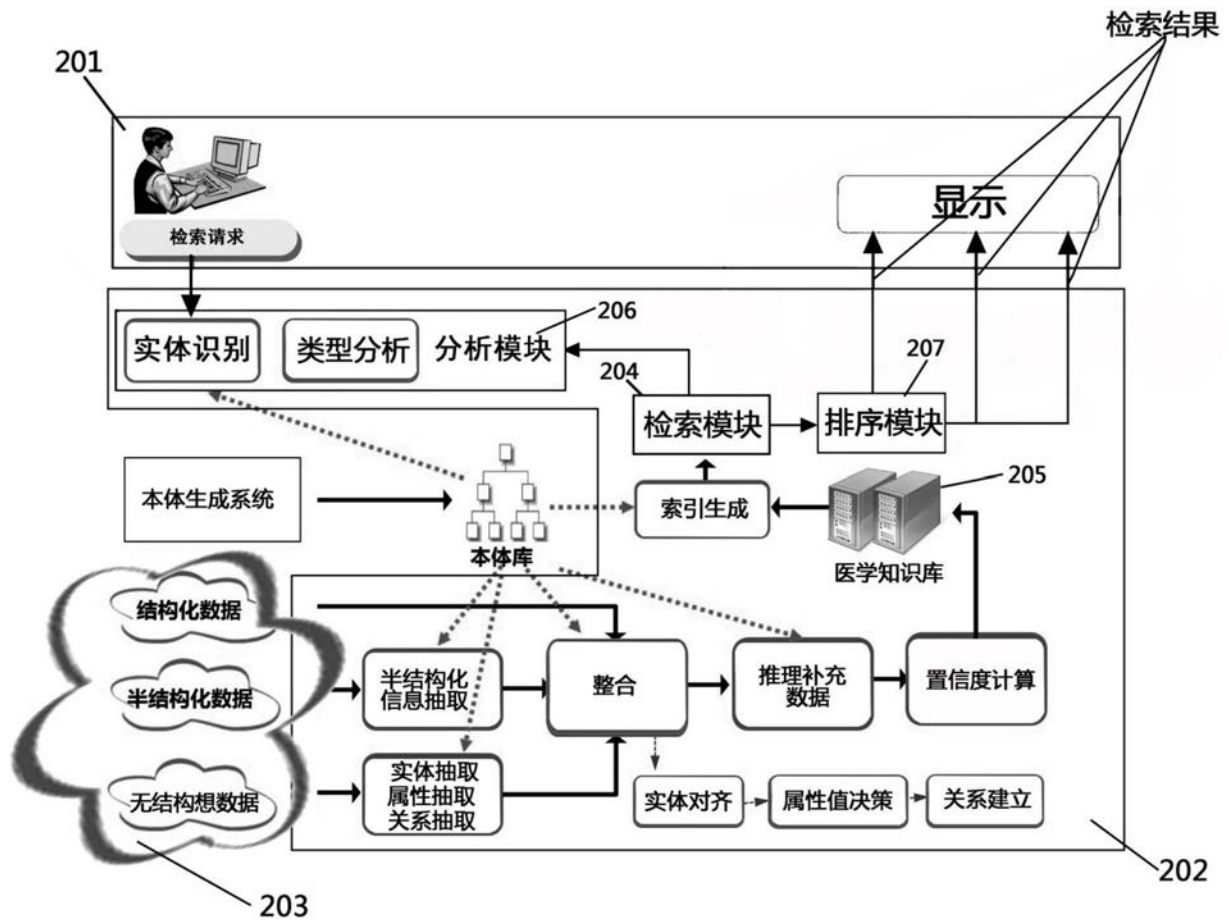 检索结果
201
显示
检索请求
206
实体识别
类型分析
分析模块
204
207
检索模块
排序模块
205
本体生成系统
索引生成
本体库
医学知识库
结构化数据
半结构化数据
半结构化
信息抽取
整合
推理补充
数据
置信度计算
无结构想数据
实体抽取
属性抽取
关系抽取
实体对齐
属性值决策
关系建立
202
203